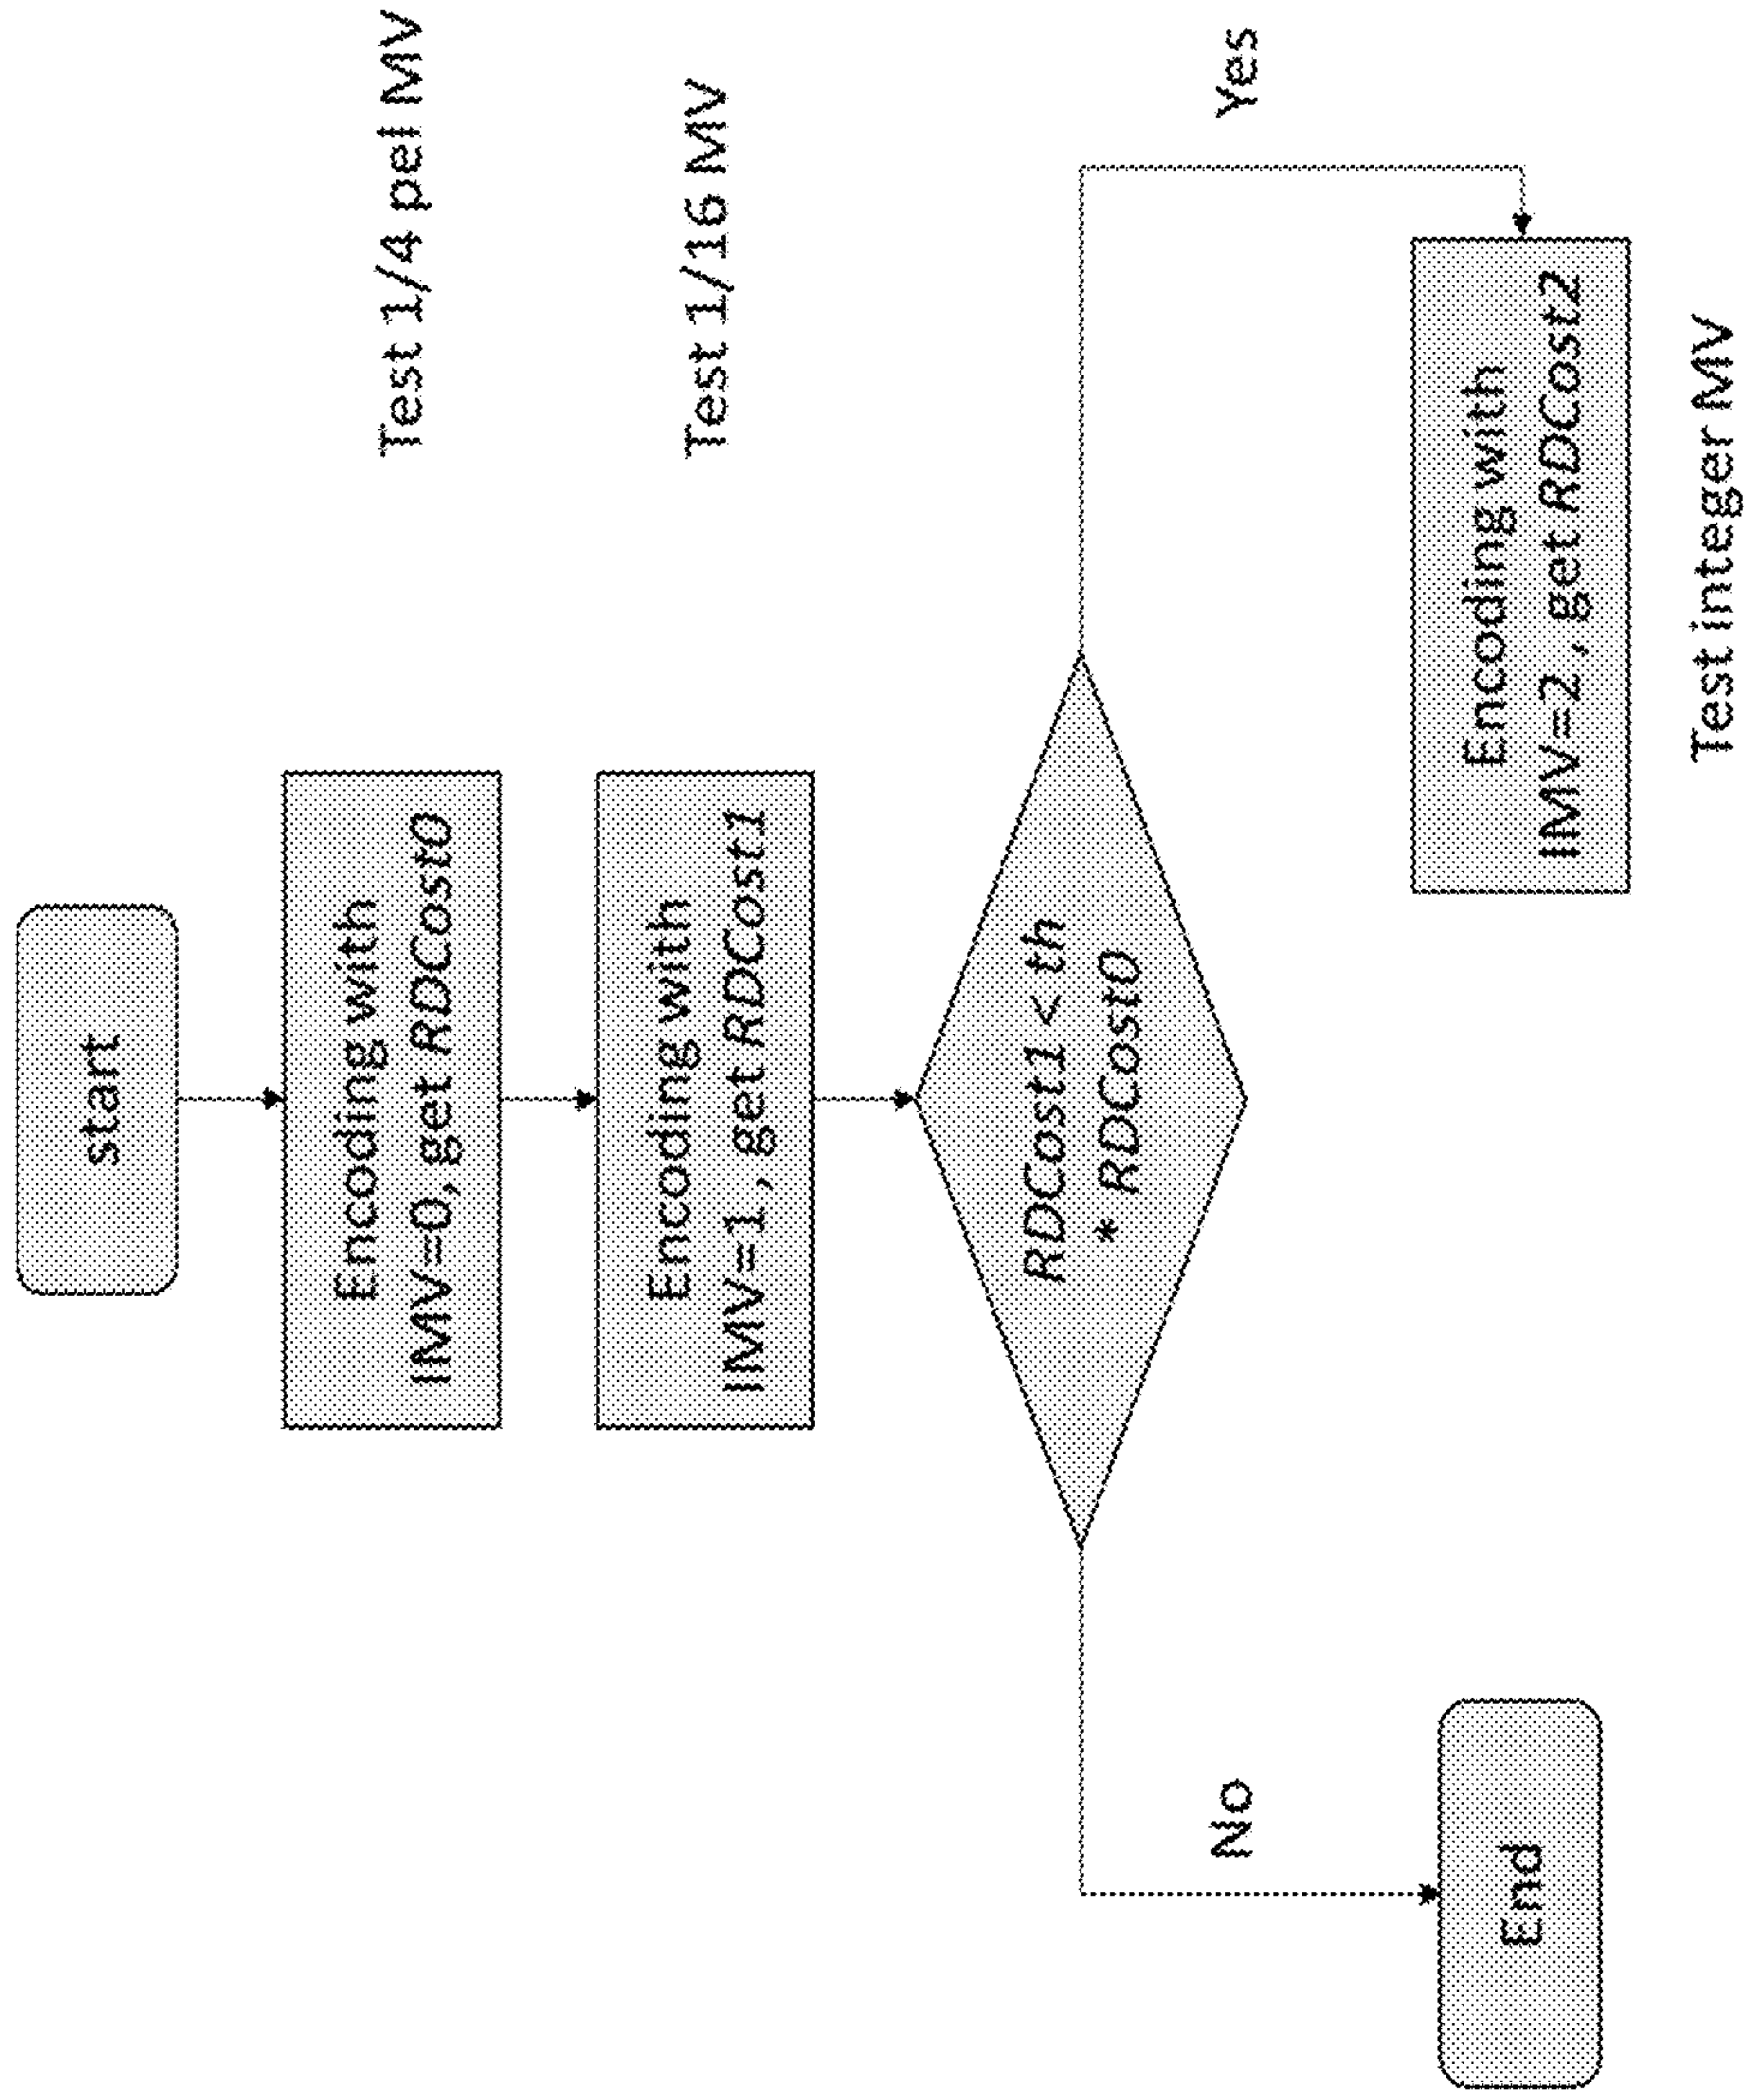 start
Encoding with
IMV=0, get RDCost0
Test 1/4 pel MV
Encoding with
IMV=1 , get RDCost1
Test 1/16 MV
RDCost1 < th
* RDCost0
No
Yes
End
Encoding with
IMV=2 , get RDCost2
Test integer MV